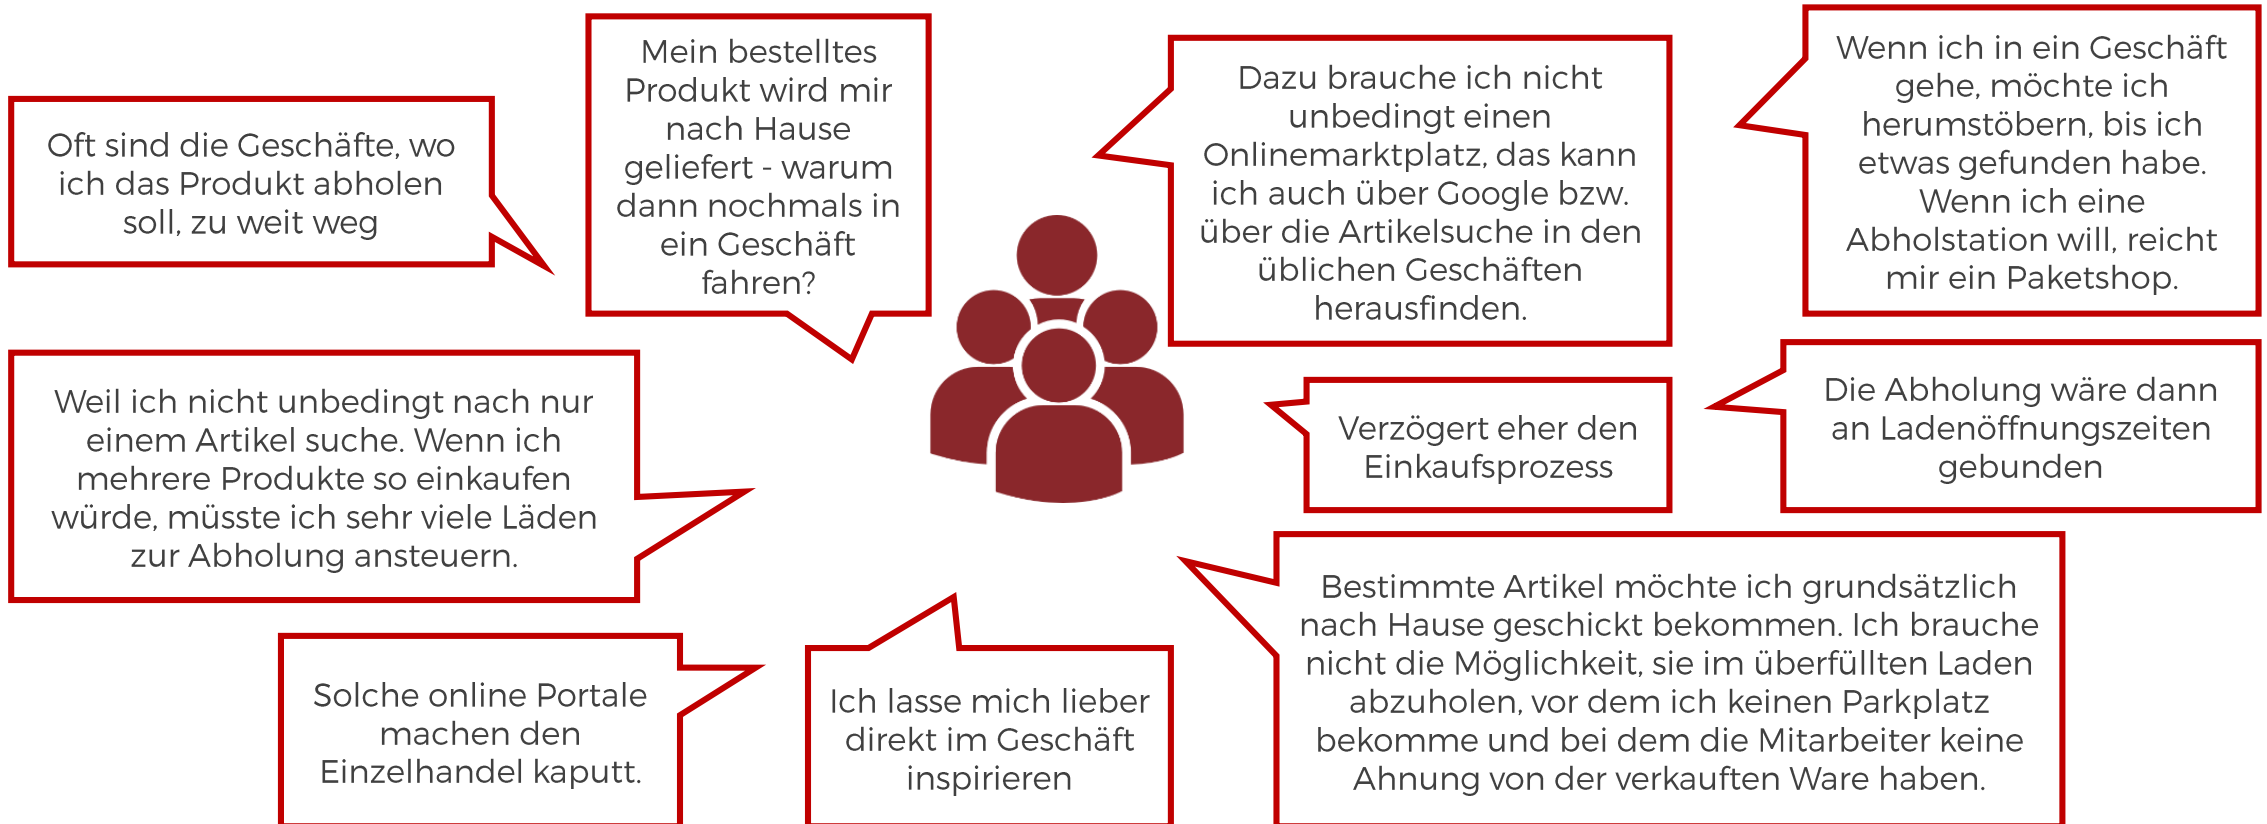 Oft sind die Geschäfte, wo
ich das Produkt abholen
soll, zu weit weg
Mein bestelltes
Produkt wird mir
nach Hause
geliefert - warum
dann nochmals in
ein Geschäft
fahren?
Dazu brauche ich nicht
unbedingt einen
Onlinemarktplatz, das kann
ich auch über Google bzw.
über die Artikelsuche in den
üblichen Geschäften
herausfinden.
Wenn ich in ein Geschäft
gehe, möchte ich
herumstöbern, bis ich
etwas gefunden habe.
Wenn ich eine
Abholstation will, reicht
mir ein Paketshop.
Weil ich nicht unbedingt nach nur
einem Artikel suche. Wenn ich
mehrere Produkte so einkaufen
würde, müsste ich sehr viele Läden
zur Abholung ansteuern.
Verzögert eher den
Einkaufsprozess
Die Abholung wäre dann
an Ladenöffnungszeiten
gebunden
Solche online Portale
machen den
Einzelhandel kaputt.
Ich lasse mich lieber
direkt im Geschäft
inspirieren
Bestimmte Artikel möchte ich grundsätzlich
nach Hause geschickt bekommen. Ich brauche
nicht die Möglichkeit, sie im überfüllten Laden
abzuholen, vor dem ich keinen Parkplatz
bekomme und bei dem die Mitarbeiter keine
Ahnung von der verkauften Ware haben.